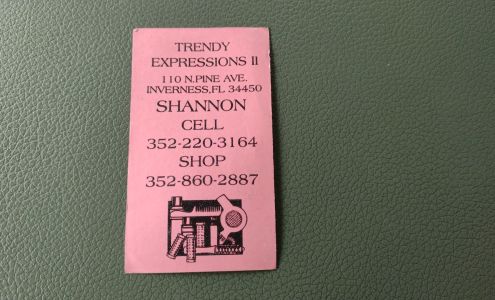 TRENDY
EXPRESSIONS II
110 N.PINE AVE.
INVERNESS,FL 34450
SHANNON
CELL
352-220-3164
SHOP
352-860-2887